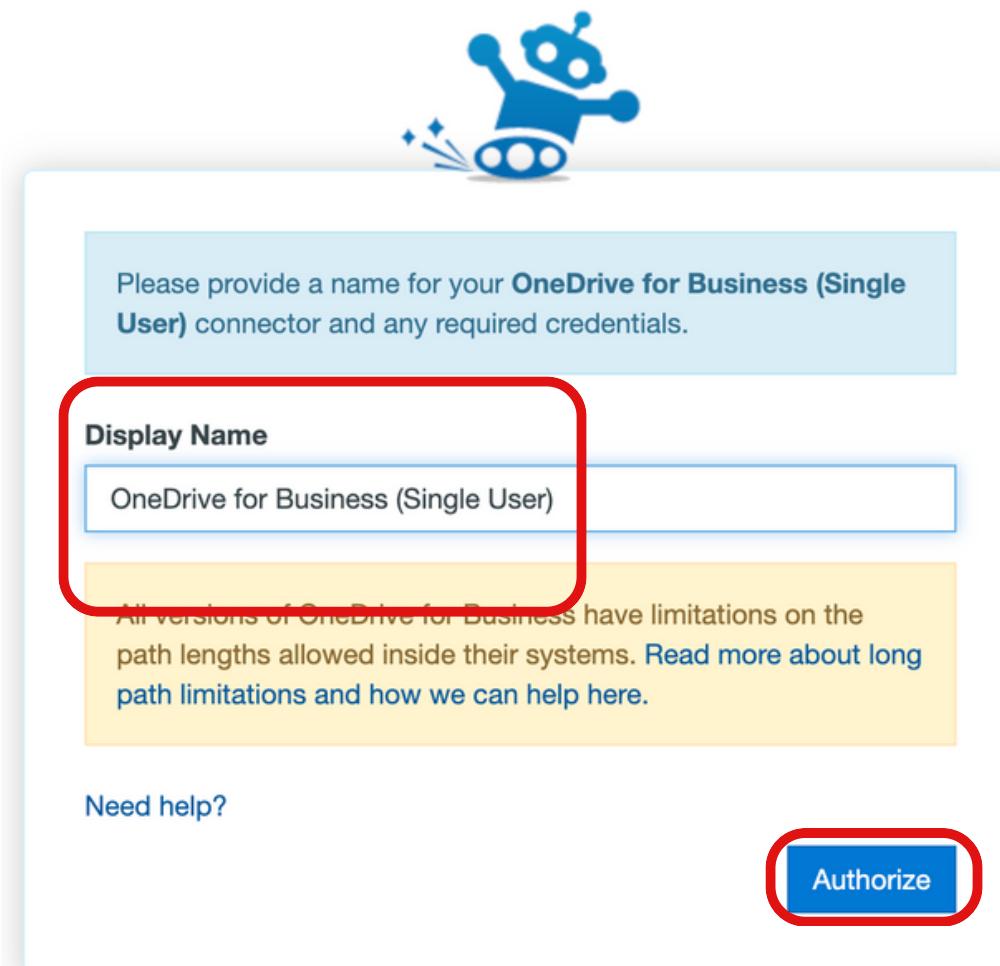 Please provide a name for your OneDrive for Business (Single
User) connector and any required credentials.
Display Name
OneDrive for Business (Single User)
All versions of OneDrive for Business have limitations on the
path lengths allowed inside their systems. Read more about long
path limitations and how we can help here.
Need help?
Authorize